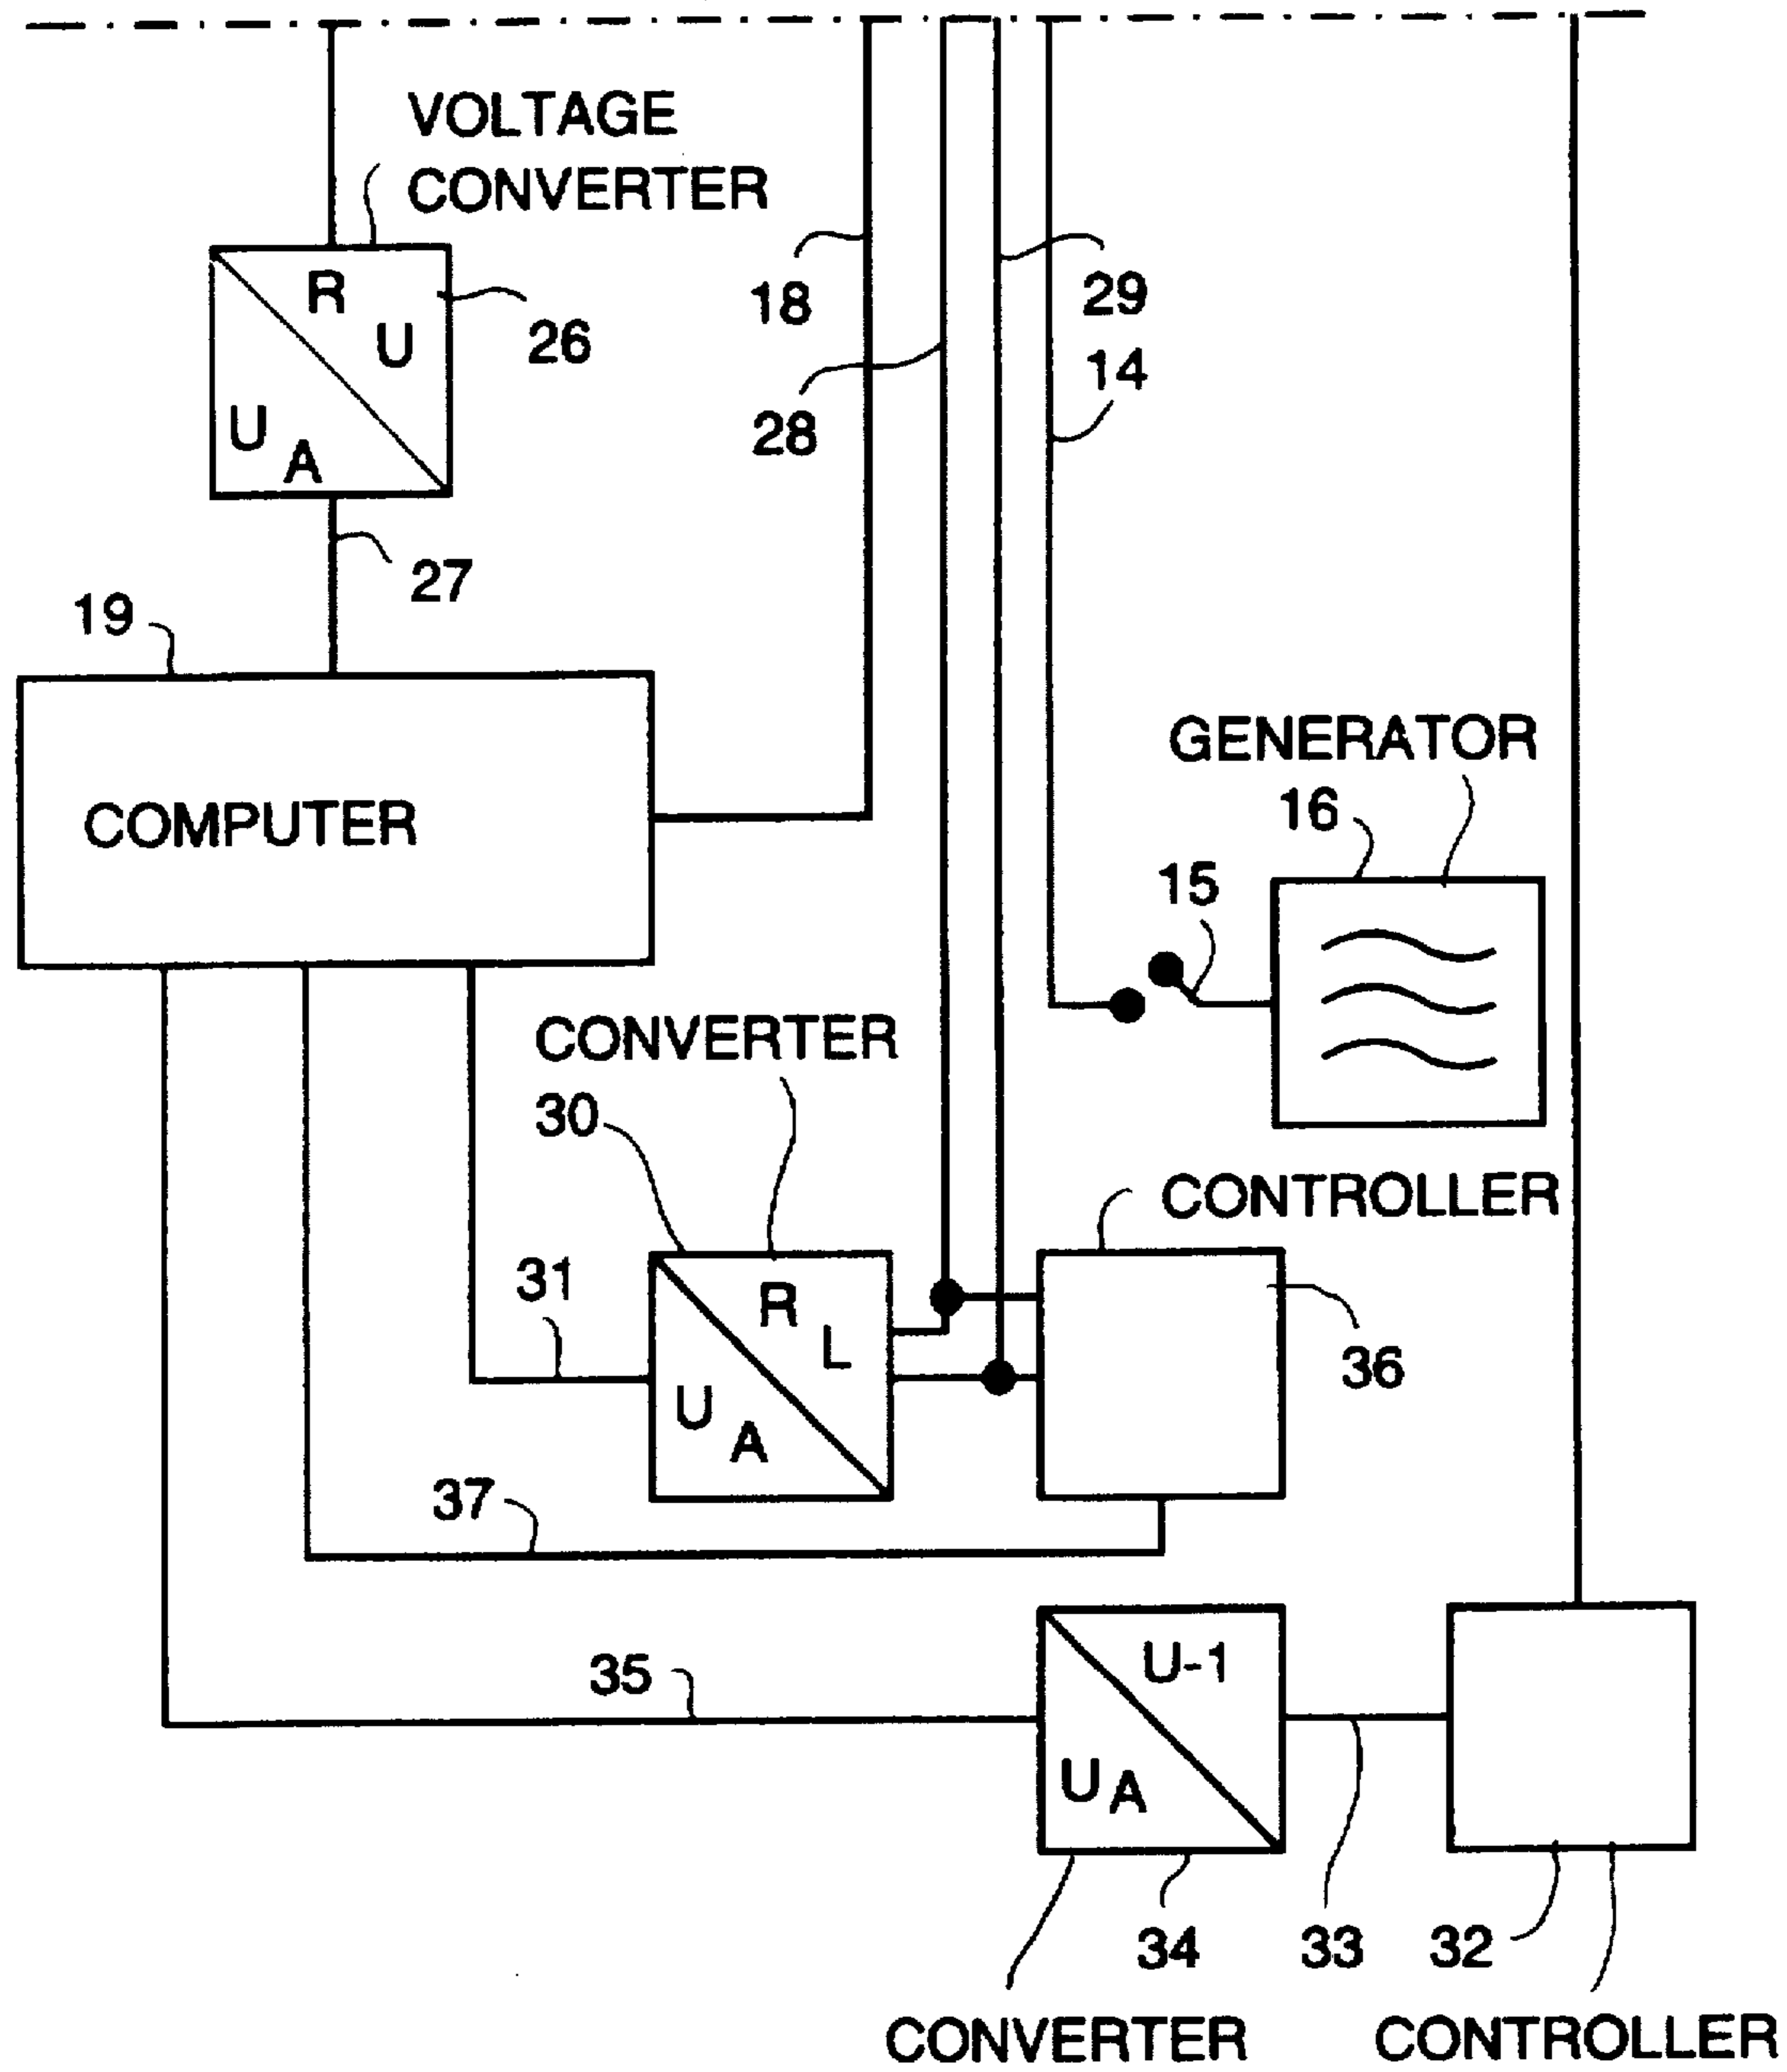 VOLTAGE
CONVERTER
R
U
26
U
A
18
29
28
14
27
19
COMPUTER
GENERATOR
16
15
CONVERTER
30
CONTROLLER
31
R
L
36
U
A
37
U-1
35
U
A
34
33
32
CONVERTER
CONTROLLER